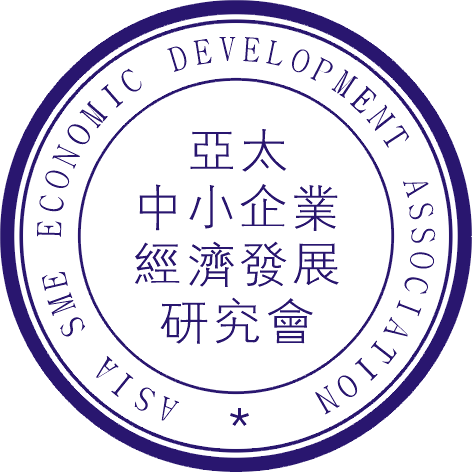 ASIA SME ECONOMIC DEVELOPMENT ASSOCIATION
亞太
中小企業
經濟發展
研究會
*